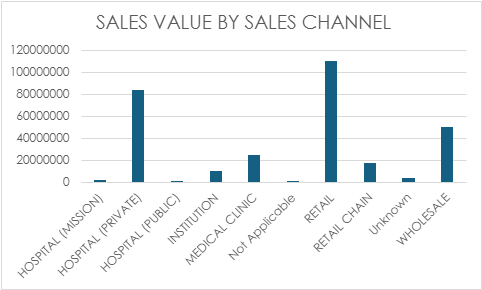 SALES VALUE BY SALES CHANNEL
120000000
100000000
80000000
60000000
40000000
20000000
0
HOSPITAL (MISSION)
HOSPITAL (PRIVATE)
HOSPITAL (PUBLIC)
INSTITUTION
MEDICAL CLINIC
Not Applicable
RETAIL
RETAIL CHAIN
Unknown
WHOLESALE